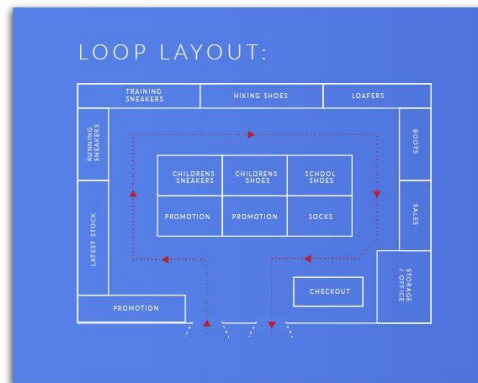 LOOP LAYOUT:
TRAINING
SNEAKERS
HIKING SHOES
LOAFERS
RUNNING
SNEAKERS
BOOTS
CHILDRENS
SNEAKERS
CHILDRENS
SHOES
SCHOOL
SHOES
PROMOTION
PROMOTION
SOCKS
LATEST STOCK
SALES
STORAGE
/ OFFICE
CHECKOUT
PROMOTION